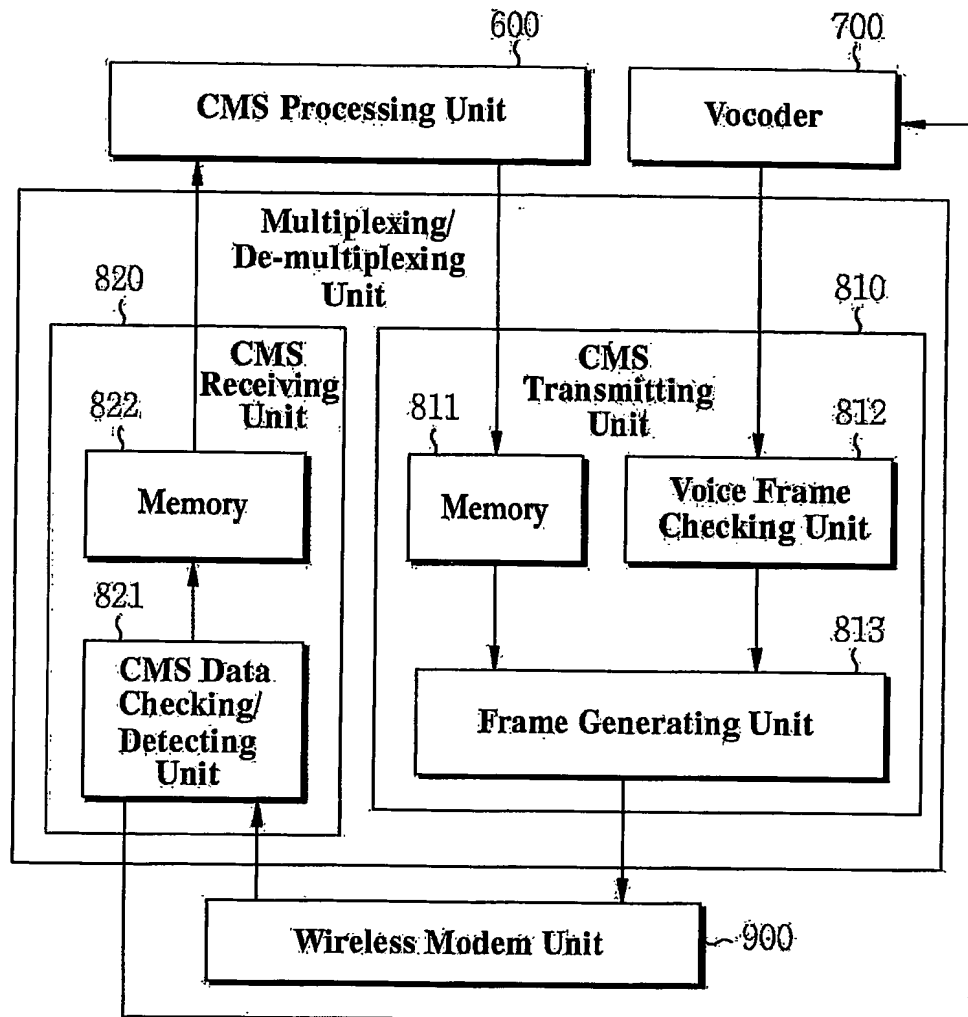 600
700
CMS Processing Unit
Vocoder
Multiplexing/
De-multiplexing
Unit
820
810
CMS
Receiving
Unit
CMS
Transmitting
Unit
822
811
812
Memory
Memory
Voice Frame
Checking Unit
821
813
CMS Data
Checking/
Detecting
Unit
Frame Generating Unit
Wireless Modem Unit
900